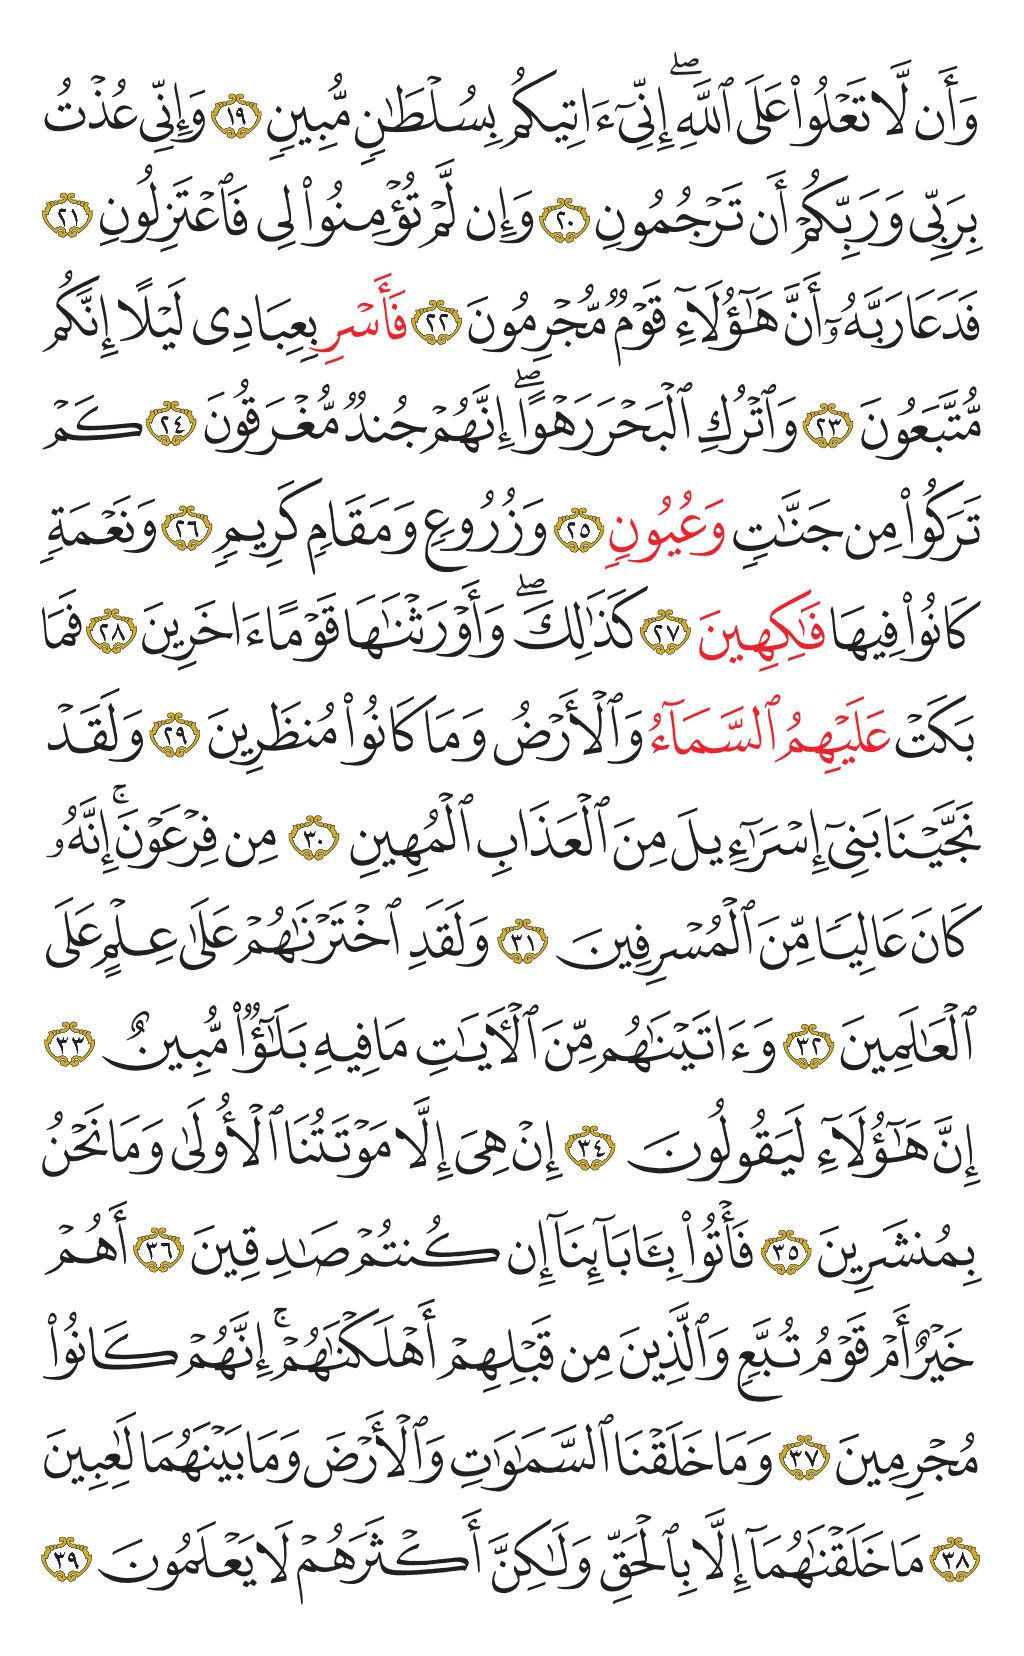 وَأَن لَّا تَعْلُوا۟ عَلَى ٱللَّهِ ۖ إِنِّىٓ ءَاتِيكُم بِسُلْطَـٰنٍ مُّبِينٍ ١٩ وَإِنِّى عُذْتُ
بِرَبِّى وَرَبِّكُمْ أَن تَرْجُمُونِ ٢٠ وَإِن لَّمْ تُؤْمِنُوا۟ لِى فَٱعْتَزِلُونِ ٢١
فَدَعَا رَبَّهُۥٓ أَنَّ هَـٰٓؤُلَآءِ قَوْمٌ مُّجْرِمُونَ ٢٢ فَأَسْرِ بِعِبَادِى لَيْلًا إِنَّكُم
مُّتَّبَعُونَ ٢٣ وَٱتْرُكِ ٱلْبَحْرَ رَهْوًا ۖ إِنَّهُمْ جُندٌ مُّغْرَقُونَ ٢٤ كَمْ
تَرَكُوا۟ مِن جَنَّـٰتٍ وَعُيُونٍ ٢٥ وَزُرُوعٍ وَمَقَامٍ كَرِيمٍ ٢٦ وَنَعْمَةٍ
كَانُوا۟ فِيهَا فَـٰكِهِينَ ٢٧ كَذَٰلِكَ ۖ وَأَوْرَثْنَـٰهَا قَوْمًا ءَاخَرِينَ ٢٨ فَمَا
بَكَتْ عَلَيْهِمُ ٱلسَّمَآءُ وَٱلْأَرْضُ وَمَا كَانُوا۟ مُنظَرِينَ ٢٩ وَلَقَدْ
نَجَّيْنَا بَنِىٓ إِسْرَـٰٓءِيلَ مِنَ ٱلْعَذَابِ ٱلْمُهِينِ ٣٠ مِن فِرْعَوْنَ ۚ إِنَّهُۥ
كَانَ عَالِيًا مِّنَ ٱلْمُسْرِفِينَ ٣١ وَلَقَدِ ٱخْتَرْنَـٰهُمْ عَلَىٰ عِلْمٍ عَلَى
ٱلْعَـٰلَمِينَ ٣٢ وَءَاتَيْنَـٰهُم مِّنَ ٱلْـَٔايَـٰتِ مَا فِيهِ بَلَـٰٓؤٌا۟ مُّبِينٌ ٣٣
إِنَّ هَـٰٓؤُلَآءِ لَيَقُولُونَ ٣٤ إِنْ هِىَ إِلَّا مَوْتَتُنَا ٱلْأُولَىٰ وَمَا نَحْنُ
بِمُنشَرِينَ ٣٥ فَأْتُوا۟ بِـَٔابَآئِنَآ إِن كُنتُمْ صَـٰدِقِينَ ٣٦ أَهُمْ
خَيْرٌ أَمْ قَوْمُ تُبَّعٍ وَٱلَّذِينَ مِن قَبْلِهِمْ أَهْلَكْنَـٰهُمْ ۚ إِنَّهُمْ كَانُوا۟
مُجْرِمِينَ ٣٧ وَمَا خَلَقْنَا ٱلسَّمَـٰوَٰتِ وَٱلْأَرْضَ وَمَا بَيْنَهُمَا لَـٰعِبِينَ
٣٨ مَا خَلَقْنَـٰهُمَآ إِلَّا بِٱلْحَقِّ وَلَـٰكِنَّ أَكْثَرَهُمْ لَا يَعْلَمُونَ ٣٩